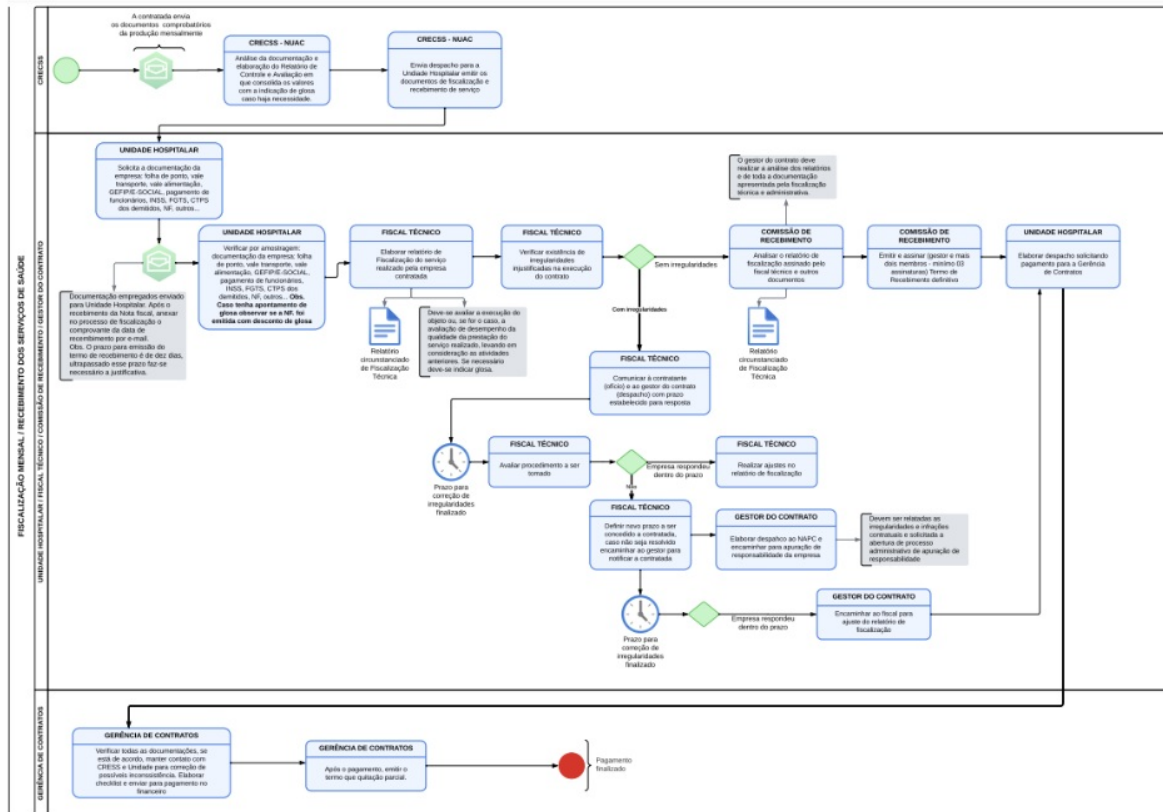 FISCALIZAÇÃO MENSAL / RECEBIMENTO DOS SERVIÇOS DE SAÚDE
CRECSS
A contratada envia
os documentos comprobatórios
da produção mensalmente
CRECSS - NUAC
Análise da documentação e
elaboração do Relatório de
Controle e Avaliação em
que consolida os valores
com a indicação de glosa
caso haja necessidade.
CRECSS - NUAC
Envia despacho para a
Unidade Hospitalar emitir os
documentos de fiscalização e
recebimento de serviço
UNIDADE HOSPITALAR / FISCAL TÉCNICO / COMISSÃO DE RECEBIMENTO / GESTOR DO CONTRATO
UNIDADE HOSPITALAR
Solicita a documentação da
empresa: folha de ponto, vale
transporte, vale alimentação,
GEFIP/E-SOCIAL, pagamento de
funcionários, INSS, FGTS, CTPS
dos demitidos, NF, outros...
Documentação empregados enviado
para Unidade Hospitalar. Após o
recebimento da Nota fiscal, anexar
no processo de fiscalização o
comprovante da data de
recembimento por e-mail.
Obs. O prazo para emissão do
termo de recebimento é de dez dias,
ultrapassado esse prazo faz-se
necessário a justificativa.
UNIDADE HOSPITALAR
Verificar por amostragem:
documentação da empresa: folha
de ponto, vale transporte, vale
alimentação, GEFIP/E-SOCIAL,
pagamento de funcionários,
INSS, FGTS, CTPS dos
demitidos, NF, outros... Obs.
Caso tenha apontamento de
glosa observar se a NF. foi
emitida com desconto de glosa
FISCAL TÉCNICO
Elaborar relatório de
Fiscalização do serviço
realizado pela empresa
contratada
Relatório
circunstanciado
de Fiscalização
Técnica
Deve-se avaliar a execução do
objeto ou, se for o caso, a
avaliação de desempenho da
qualidade da prestação do
serviço realizado, levando em
consideração as atividades
anteriores. Se necessário
deve-se indicar glosa.
FISCAL TÉCNICO
Verificar existência de
irregularidades
injustificadas na execução
do contrato
Sem irregularidades
Com irregularidades
O gestor do contrato deve
realizar a análise dos relatórios
e de toda a documentação
apresentada pela fiscalização
técnica e administrativa.
COMISSÃO DE
RECEBIMENTO
Analisar o relatório de
fiscalização assinado pelo
fiscal técnico e outros
documentos
Relatório
circunstanciado
de Fiscalização
Técnica
COMISSÃO DE
RECEBIMENTO
Emitir e assinar (gestor e mais
dois membros - mínimo 03
assinaturas) Termo de
Recebimento definitivo
UNIDADE HOSPITALAR
Elaborar despacho solicitando
pagamento para a Gerência
de Contratos
FISCAL TÉCNICO
Comunicar à contratante
(ofício) e ao gestor do contrato
(despacho) com prazo
estabelecido para resposta
Prazo para
correção de
irregularidades
finalizado
FISCAL TÉCNICO
Avaliar procedimento a ser
tomado
Empresa respondeu
dentro do prazo
Não
FISCAL TÉCNICO
Realizar ajustes no
relatório de fiscalização
FISCAL TÉCNICO
Definir novo prazo a ser
concedido a contratada,
caso não seja resolvido
encaminhar ao gestor para
notificar a contratada
GESTOR DO CONTRATO
Elaborar despahco ao NAPC e
encaminhar para apuração de
responsabilidade da empresa
Devem ser relatadas as
irregularidades e infrações
contratuais e solicitada a
abertura de processo
administrativo de apuração de
responsabilidade
Prazo para
correção de
irregularidades
finalizado
Empresa respondeu
dentro do prazo
GESTOR DO CONTRATO
Encaminhar ao fiscal para
ajuste do relatório de
fiscalização
GERÊNCIA DE CONTRATOS
GERÊNCIA DE CONTRATOS
Verificar todas as documentações, se
está de acordo, manter contato com
CRESS e Unidade para correção de
possíveis inconsistência. Elaborar
checklist e enviar para pagamento no
financeiro
GERÊNCIA DE CONTRATOS
Após o pagamento, emitir o
termo que quitação parcial.
Pagamento
finalizado